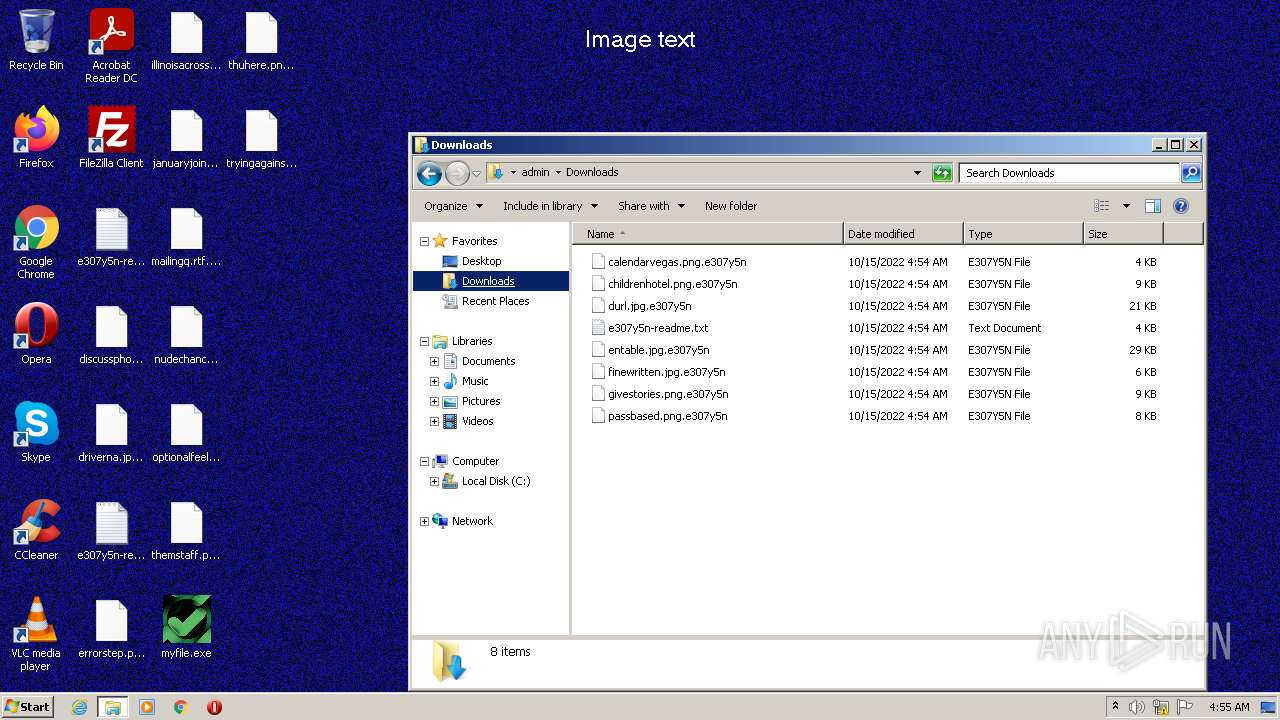 Image text
Recycle Bin
Acrobat
Reader DC
illinoisacross...
thuhere.pn...
Firefox
FileZilla Client
januaryjoin...
tryingagains...
Google
Chrome
e307y5n-re...
mailingq.rtf....
Opera
discusspho...
nudechanc...
Skype
driverna.jp...
optionalfeel...
CCleaner
e307y5n-re...
themstaff.p...
VLC media
player
errorstep.p...
myfile.exe
Downloads
admin Downloads
Search Downloads
Organize Include in library Share with New folder
Favorites
Desktop
Downloads
Recent Places
Libraries
Documents
Music
Pictures
Videos
Computer
Local Disk (C:)
Network
Name Date modified Type Size
calendarvegas.png.e307y5n 10/15/2022 4:54 AM E307Y5N File 4 KB
childrenhotel.png.e307y5n 10/15/2022 4:54 AM E307Y5N File 9 KB
durl.jpg.e307y5n 10/15/2022 4:54 AM E307Y5N File 21 KB
e307y5n-readme.txt 10/15/2022 4:54 AM Text Document 7 KB
entable.jpg.e307y5n 10/15/2022 4:54 AM E307Y5N File 29 KB
finewritten.jpg.e307y5n 10/15/2022 4:54 AM E307Y5N File 6 KB
givestories.png.e307y5n 10/15/2022 4:54 AM E307Y5N File 9 KB
passbased.png.e307y5n 10/15/2022 4:54 AM E307Y5N File 6 KB
8 items
ANY RUN
Start
4:55 AM